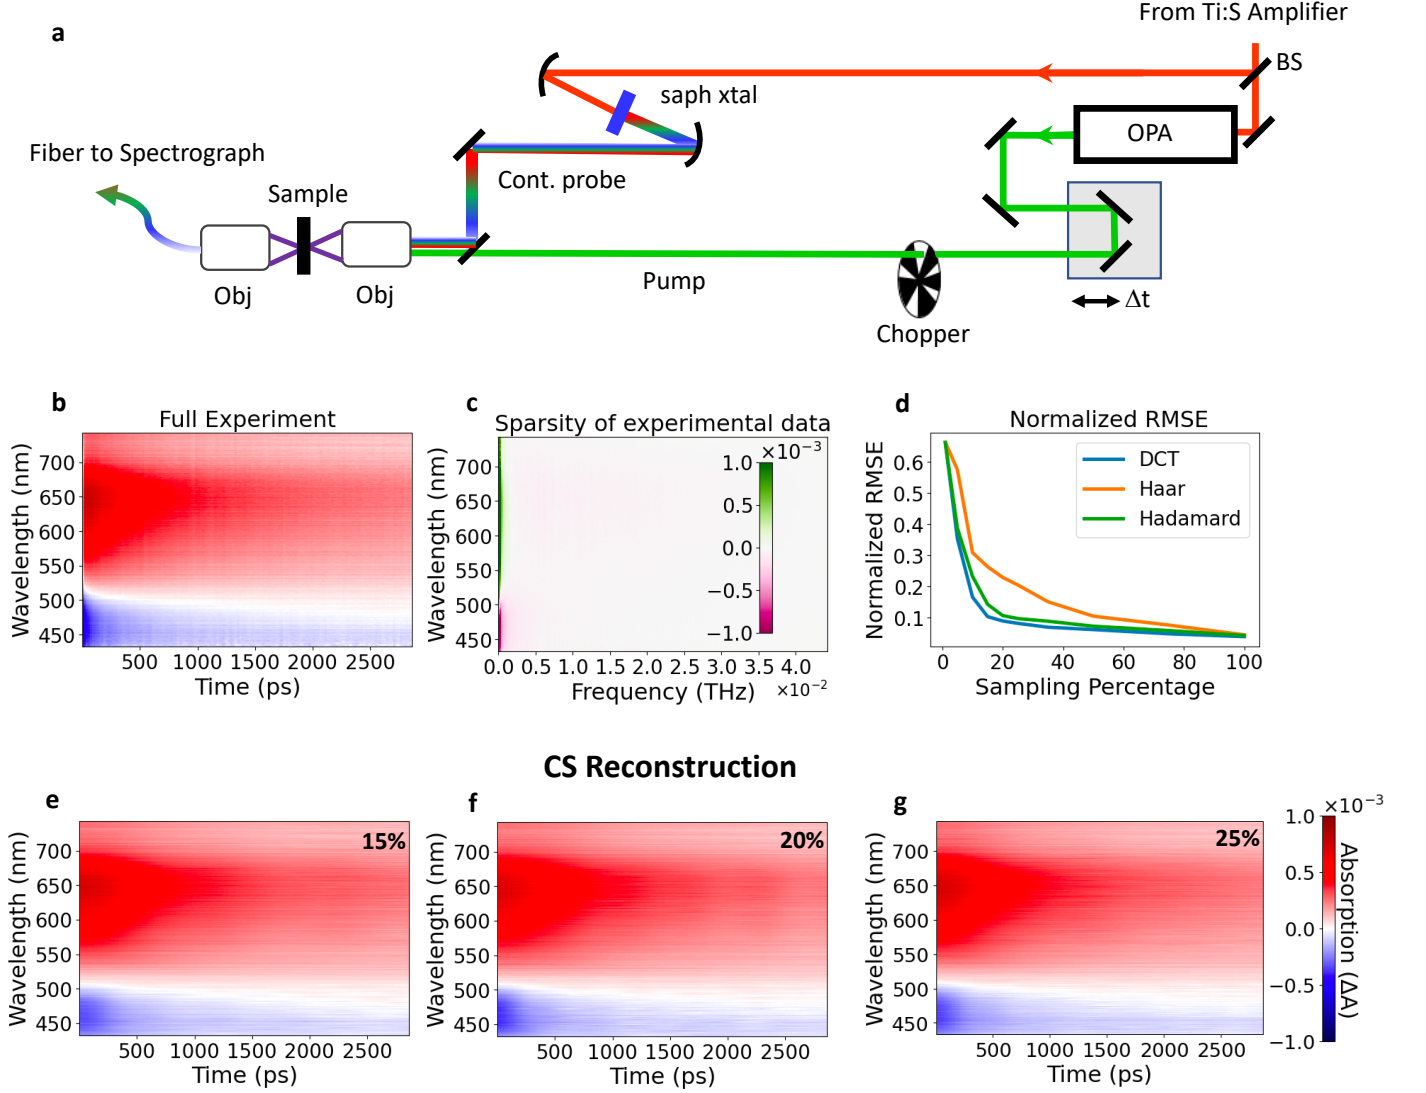 a
From Ti:S Amplifier
BS
saph xtal
OPA
Fiber to Spectrograph
Cont. probe
Sample
Obj
Obj
Pump
Δt
Chopper
b
Full Experiment
Wavelength (nm)
700
650
600
550
500
450
500 1000 1500 2000 2500
Time (ps)
c
Sparsity of experimental data
Wavelength (nm)
700
650
600
550
500
450
×10⁻³
1.0
0.5
0.0
−0.5
−1.0
0.0 0.5 1.0 1.5 2.0 2.5 3.0 3.5 4.0
Frequency (THz)
×10⁻²
d
Normalized RMSE
Normalized RMSE
0.6
0.5
0.4
0.3
0.2
0.1
DCT
Haar
Hadamard
0 20 40 60 80 100
Sampling Percentage
CS Reconstruction
e
15%
Wavelength (nm)
700
650
600
550
500
450
500 1000 1500 2000 2500
Time (ps)
f
20%
Wavelength (nm)
700
650
600
550
500
450
500 1000 1500 2000 2500
Time (ps)
g
25%
Wavelength (nm)
700
650
600
550
500
450
500 1000 1500 2000 2500
Time (ps)
×10⁻³
1.0
0.5
0.0
−0.5
−1.0
Absorption (ΔA)